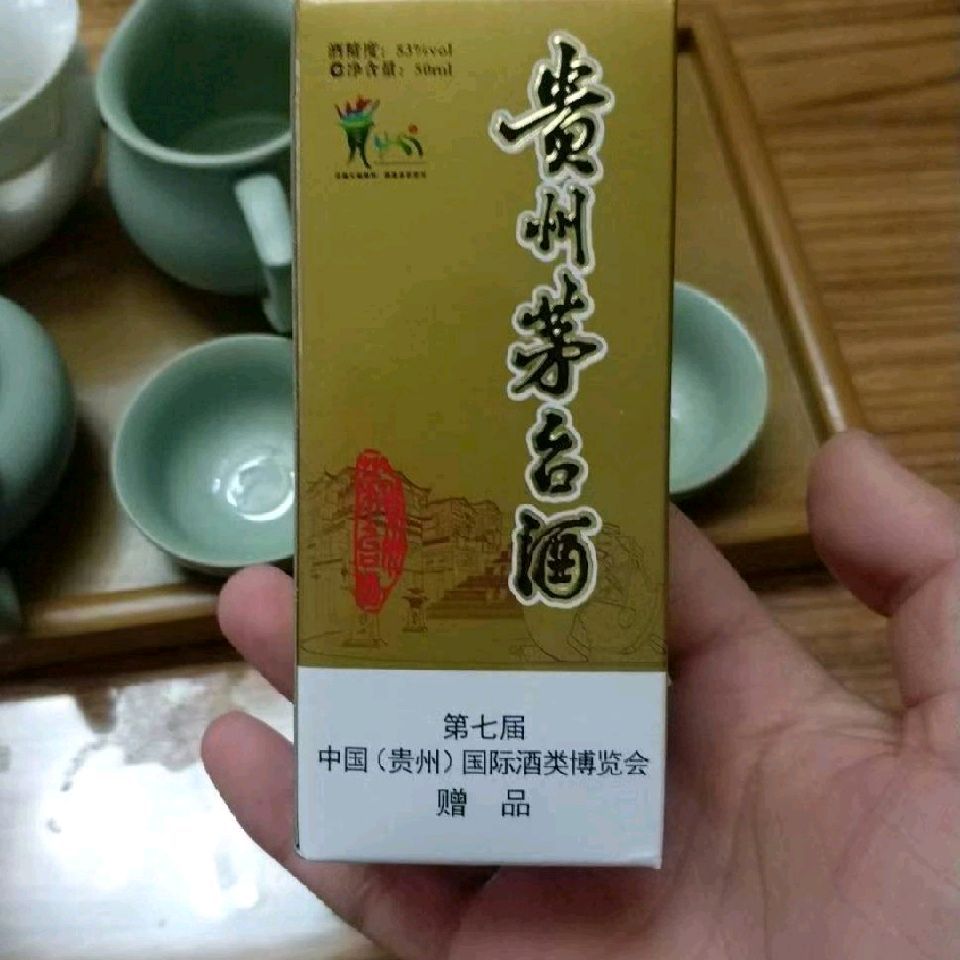 酒精度：53%vol
净含量：50ml
贵州茅台酒
第七届
中国（贵州）国际酒类博览会
赠 品